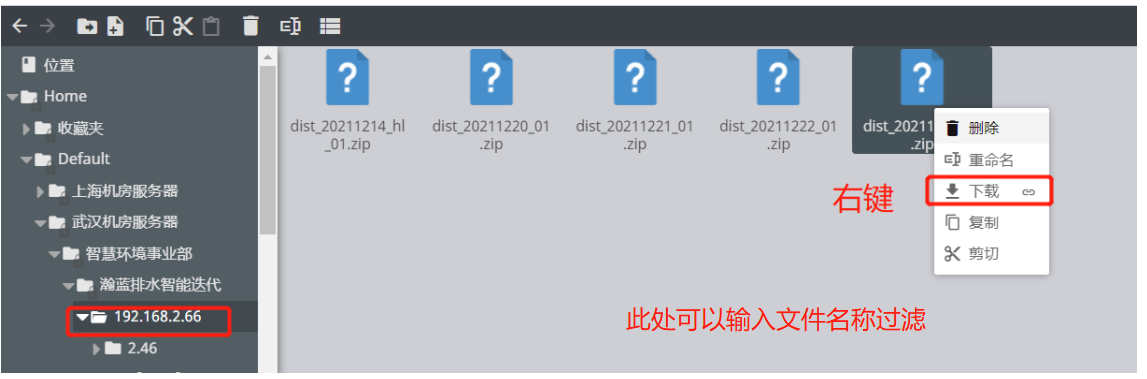 位置
Home
收藏夹
Default
上海机房服务器
武汉机房服务器
智慧环境事业部
瀚蓝排水智能迭代
192.168.2.66
2.46
dist_20211214_hl
_01.zip
dist_20211220_01
.zip
dist_20211221_01
.zip
dist_20211222_01
.zip
dist_20211
.zip
删除
重命名
下载
复制
剪切
右键
此处可以输入文件名称过滤